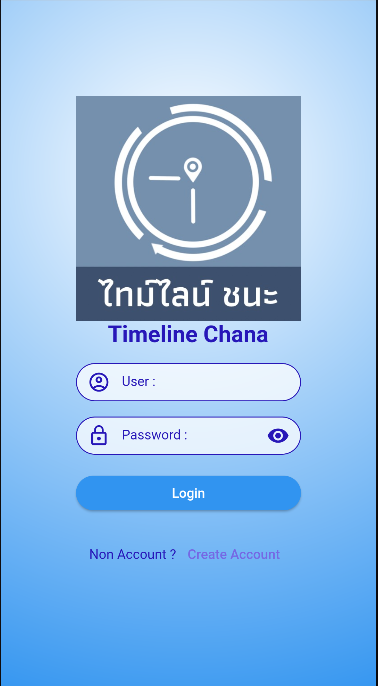 ไทม์ไลน์ ชนะ
Timeline Chana
User :
Password :
Login
Non Account ? Create Account